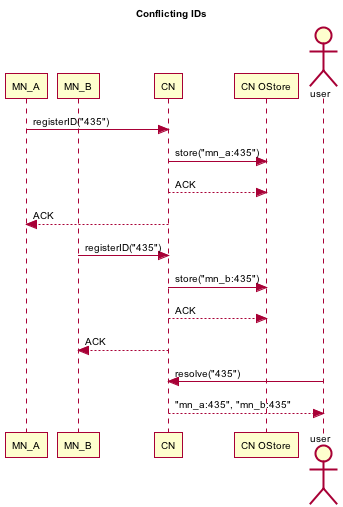 Conflicting IDs
user
MN_A
MN_B
CN
CN OStore
registerID("435")
store("mn_a:435")
ACK
ACK
registerID("435")
store("mn_b:435")
ACK
ACK
resolve("435")
"mn_a:435", "mn_b:435"
MN_A
MN_B
CN
CN OStore
user